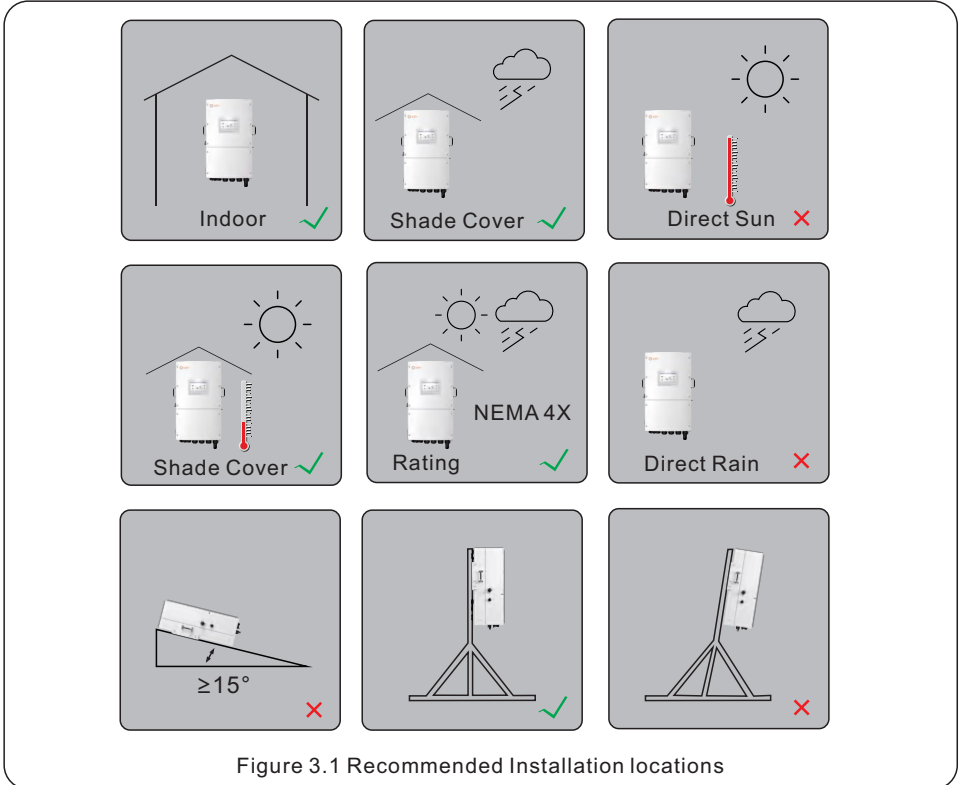 Indoor
Shade Cover
Direct Sun
Shade Cover
NEMA 4X
Rating
Direct Rain
≥15°
Figure 3.1 Recommended Installation locations